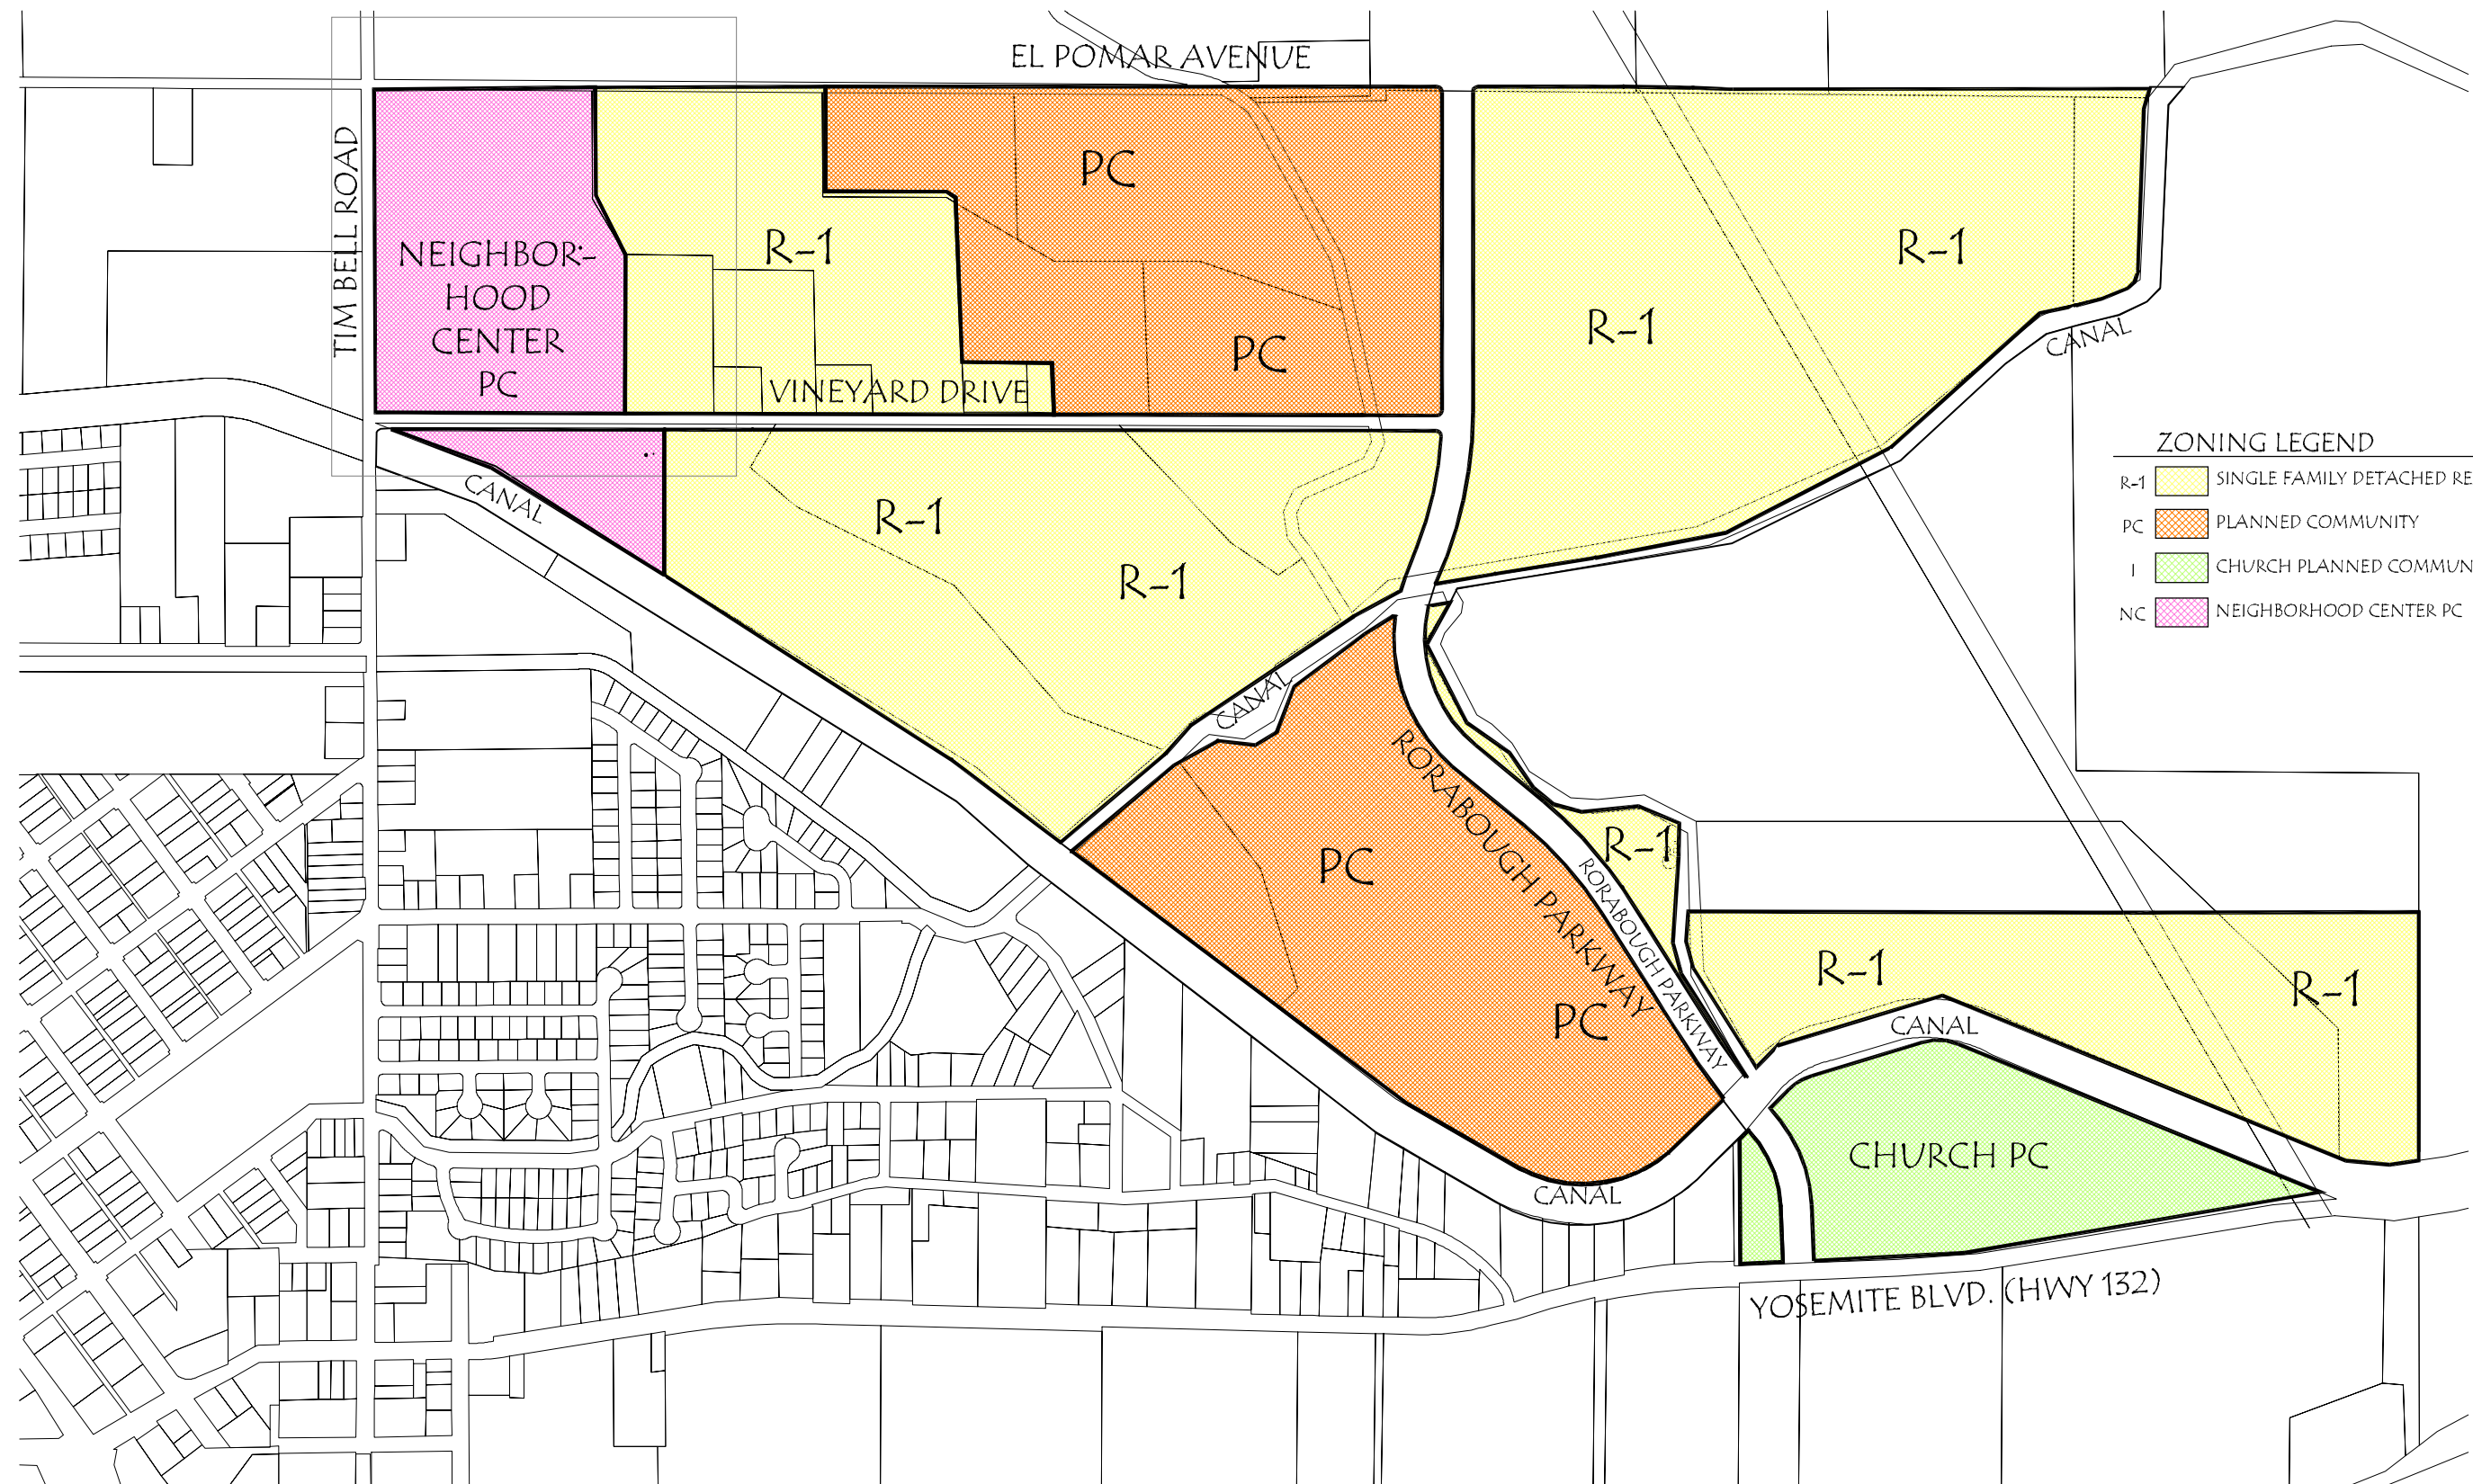 EL POMAR AVENUE
TIM BELL ROAD
NEIGHBOR-
HOOD
CENTER
PC
R-1
PC
PC
R-1
R-1
CANAL
VINEYARD DRIVE
CANAL
R-1
R-1
ZONING LEGEND
R-1 SINGLE FAMILY DETACHED RE
PC PLANNED COMMUNITY
I CHURCH PLANNED COMMUN
NC NEIGHBORHOOD CENTER PC
CANAL
RORABOUGH PARKWAY
RORABOUGH PARKWAY
R-1
PC
PC
R-1
R-1
CANAL
CHURCH PC
CANAL
YOSEMITE BLVD. (HWY 132)